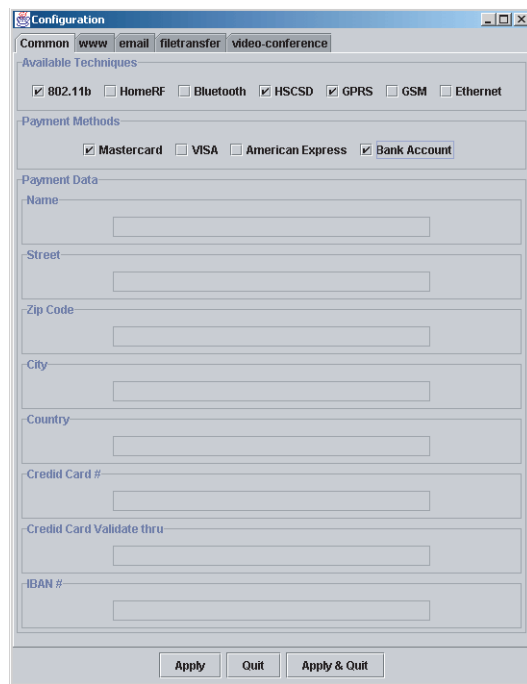 Configuration
Common www email filetransfer video-conference
Available Techniques
802.11b HomeRF Bluetooth HSCSD GPRS GSM Ethernet
Payment Methods
Mastercard VISA American Express Bank Account
Payment Data
Name
Street
Zip Code
City
Country
Credid Card #
Credid Card Validate thru
IBAN #
Apply Quit Apply & Quit